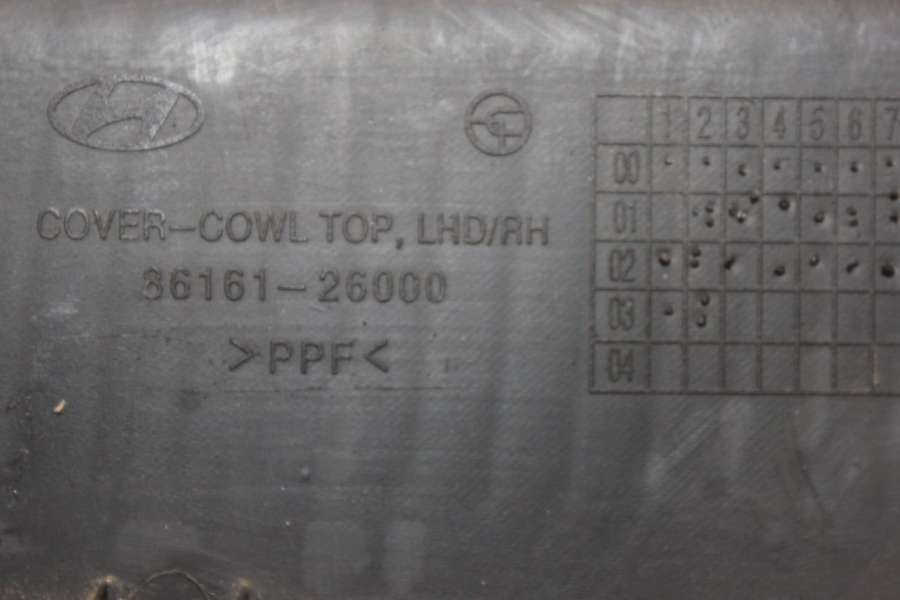 COVER-COWL TOP, LHD/RH
86161-26000
>PPF<
1 2 3 4 5 6 7
00
01
02
03
04